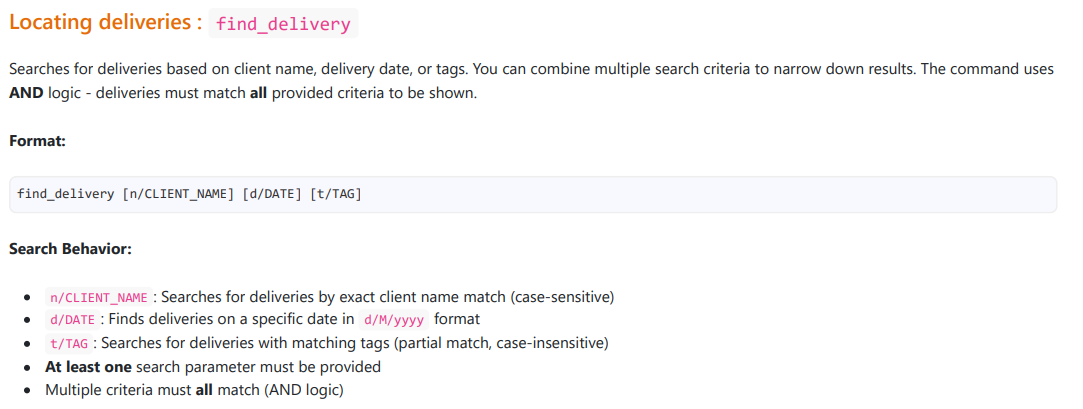 Locating deliveries : find_delivery
Searches for deliveries based on client name, delivery date, or tags. You can combine multiple search criteria to narrow down results. The command uses
AND logic - deliveries must match all provided criteria to be shown.
Format:
find_delivery [n/CLIENT_NAME] [d/DATE] [t/TAG]
Search Behavior:
n/CLIENT_NAME : Searches for deliveries by exact client name match (case-sensitive)
d/DATE : Finds deliveries on a specific date in d/M/yyyy format
t/TAG : Searches for deliveries with matching tags (partial match, case-insensitive)
At least one search parameter must be provided
Multiple criteria must all match (AND logic)